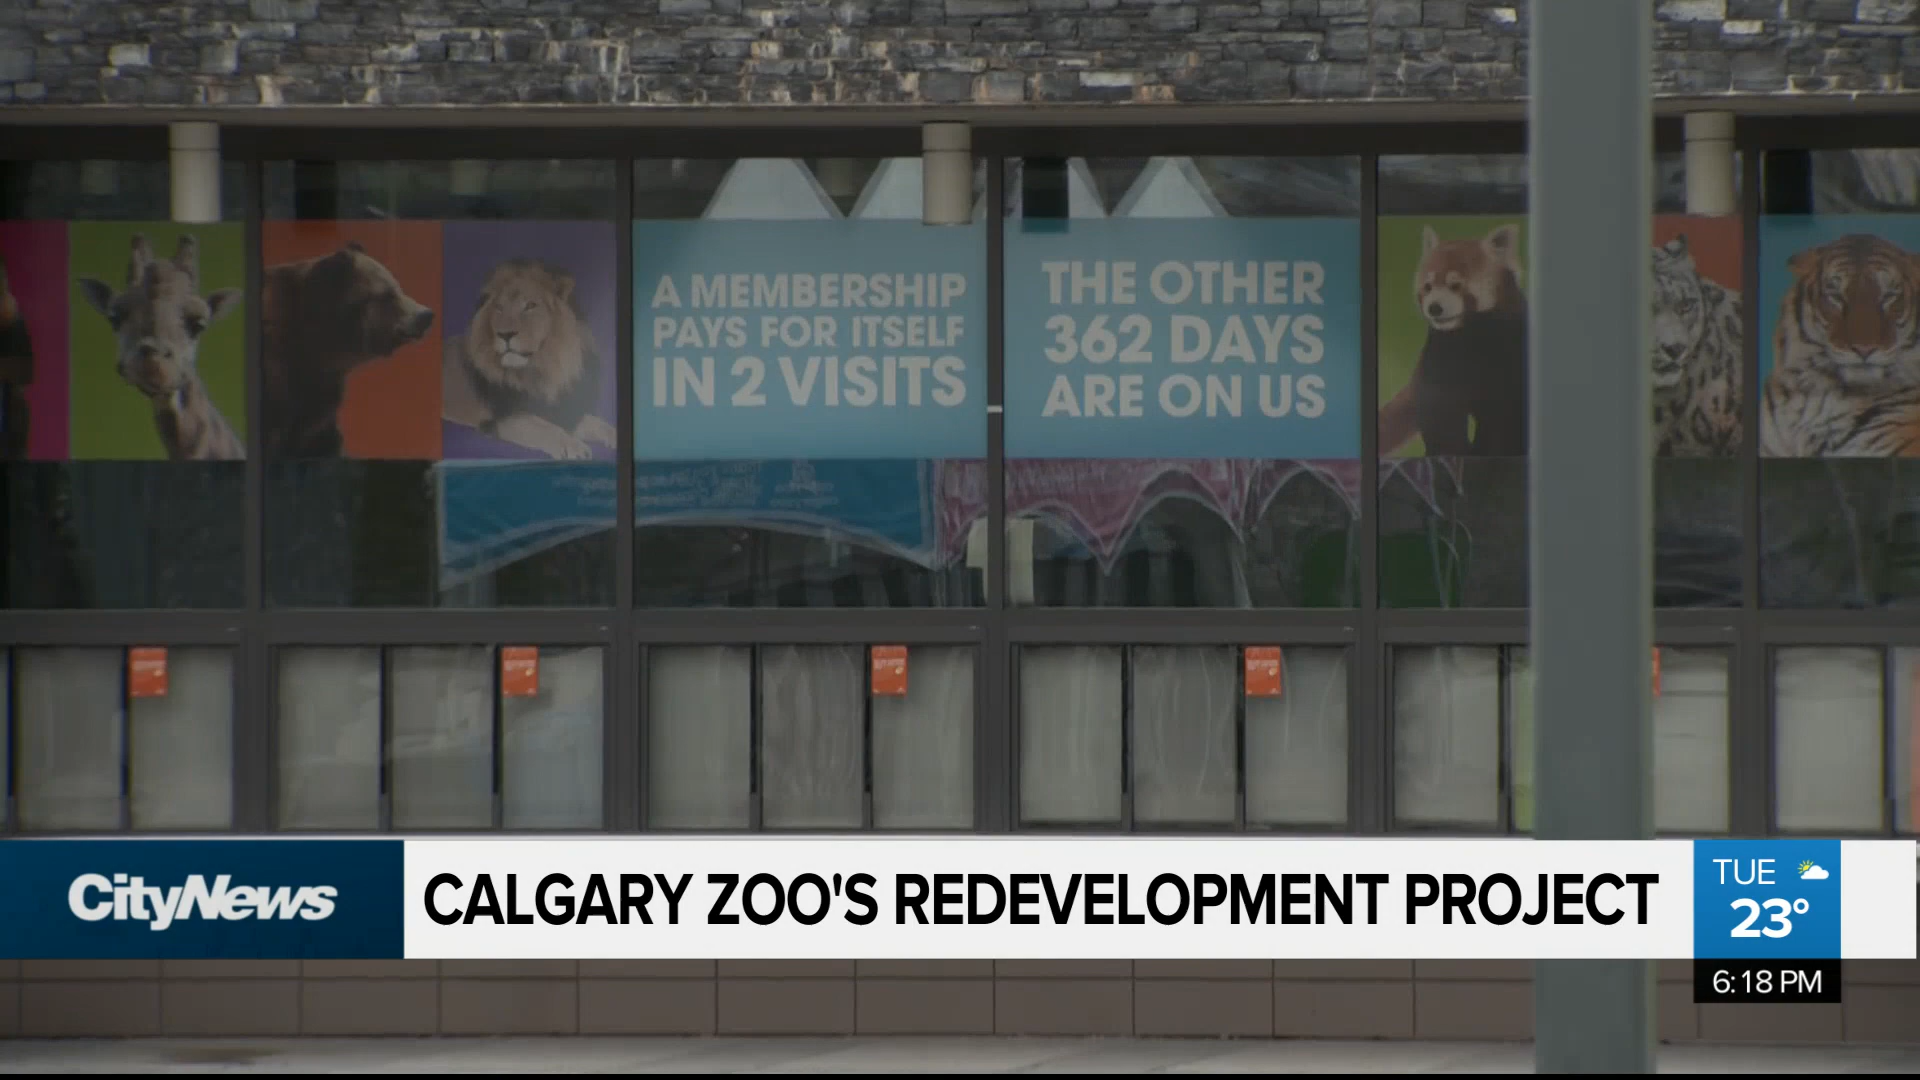 A MEMBERSHIP
PAYS FOR ITSELF
IN 2 VISITS
THE OTHER
362 DAYS
ARE ON US
CityNews
CALGARY ZOO'S REDEVELOPMENT PROJECT
TUE
23°
6:18 PM